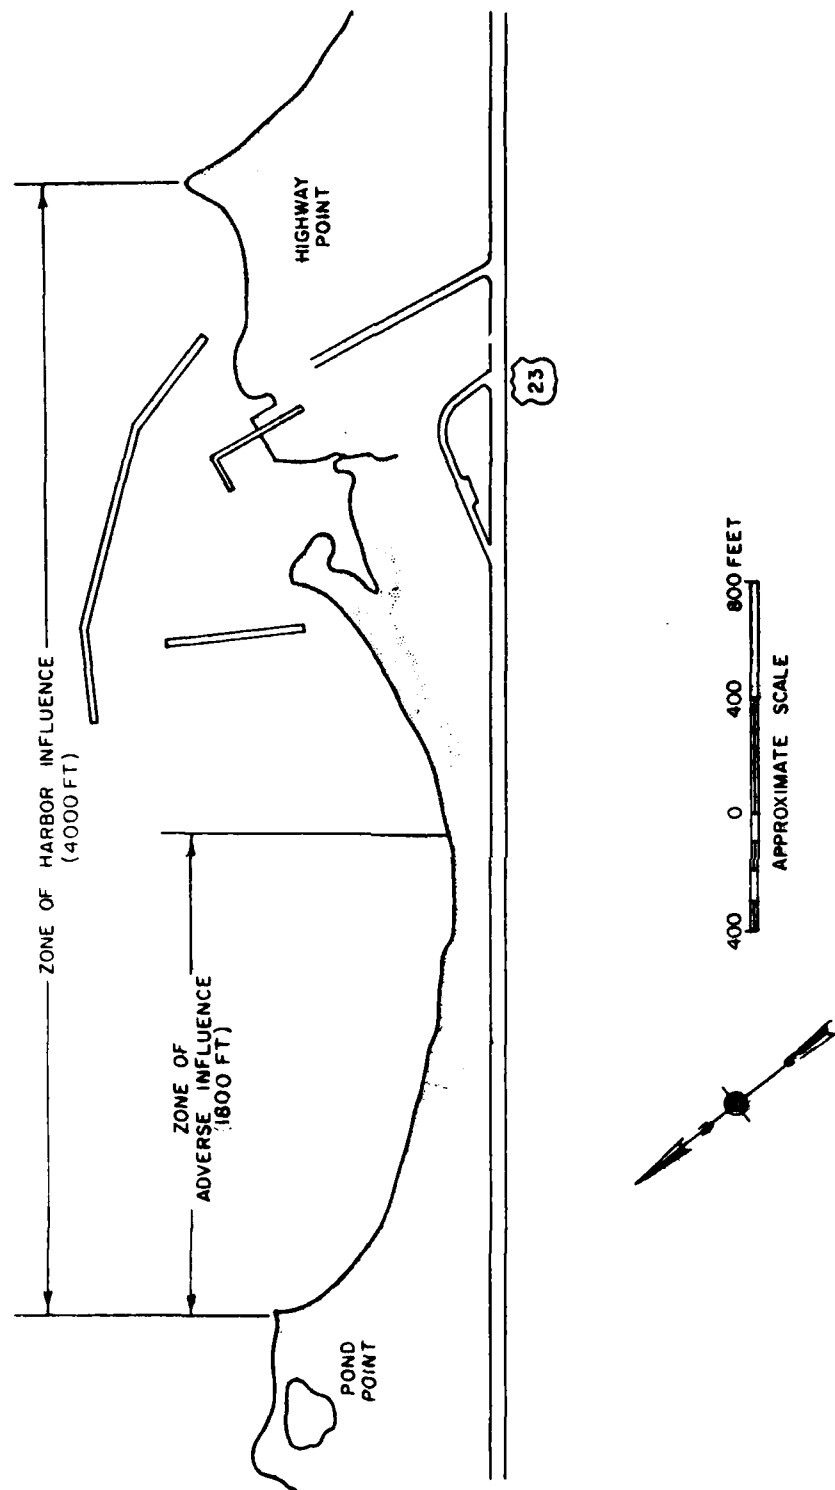 ZONE OF HARBOR INFLUENCE
(4000 FT)
ZONE OF
ADVERSE INFLUENCE
(1800 FT)
HIGHWAY
POINT
POND
POINT
23
400 0 400 800 FEET
APPROXIMATE SCALE